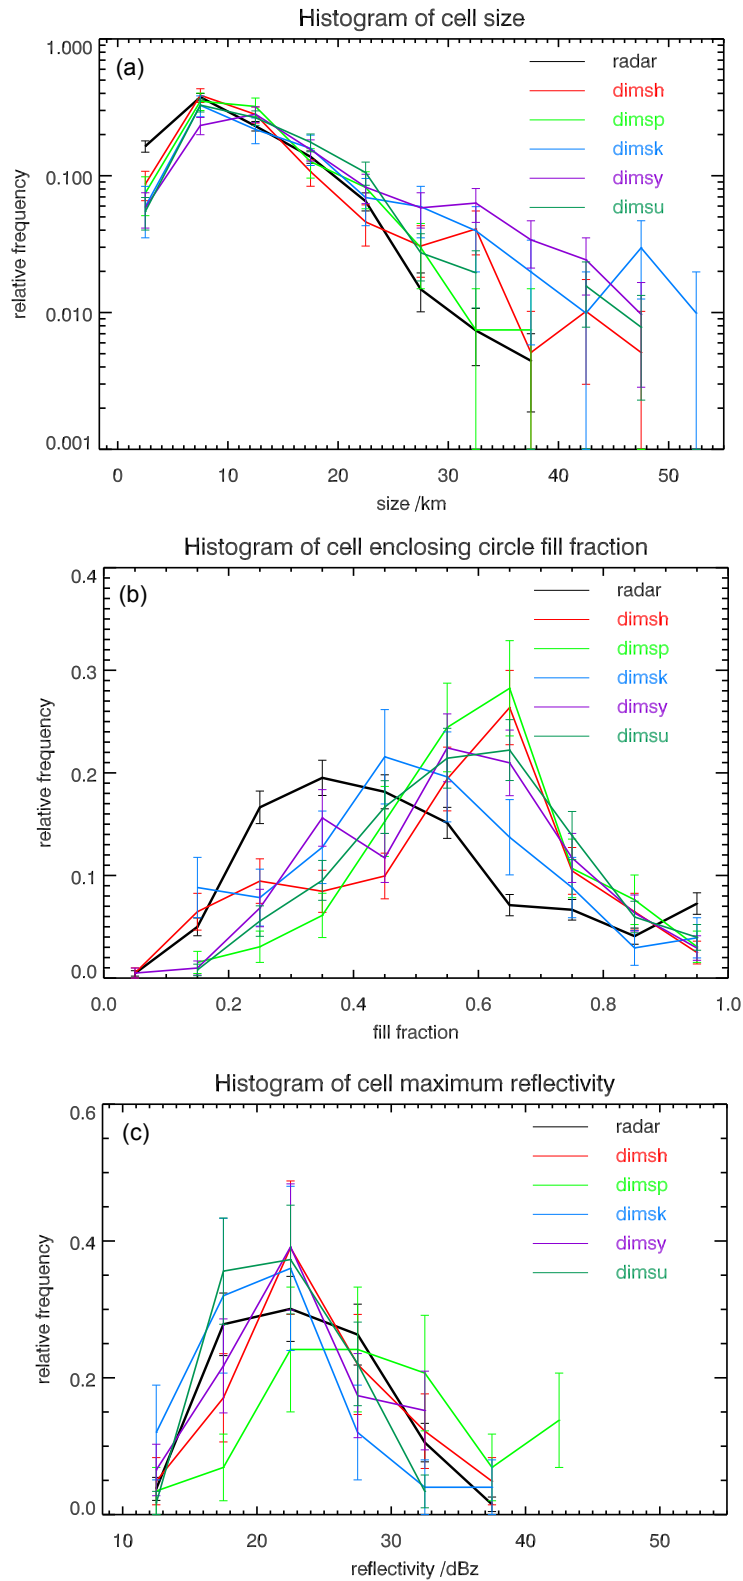 Histogram of cell size
(a)
1.000
0.100
0.010
0.001
relative frequency
radar
dimsh
dimsp
dimsk
dimsy
dimsu
0 10 20 30 40 50
size /km
Histogram of cell enclosing circle fill fraction
(b)
0.4
0.3
0.2
0.1
0.0
relative frequency
radar
dimsh
dimsp
dimsk
dimsy
dimsu
0.0 0.2 0.4 0.6 0.8 1.0
fill fraction
Histogram of cell maximum reflectivity
(c)
0.6
0.4
0.2
0.0
relative frequency
radar
dimsh
dimsp
dimsk
dimsy
dimsu
10 20 30 40 50
reflectivity /dBz